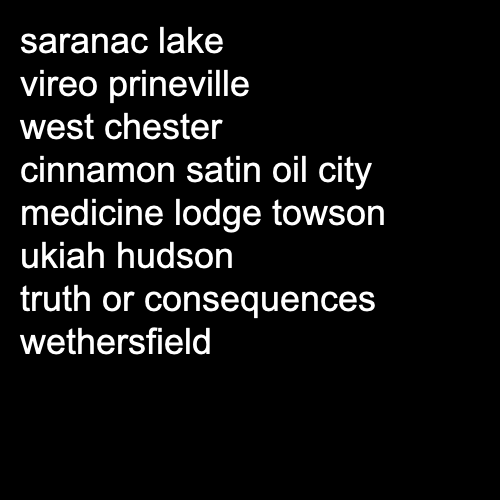 saranac lake
vireo prineville
west chester
cinnamon satin oil city
medicine lodge towson
ukiah hudson
truth or consequences
wethersfield